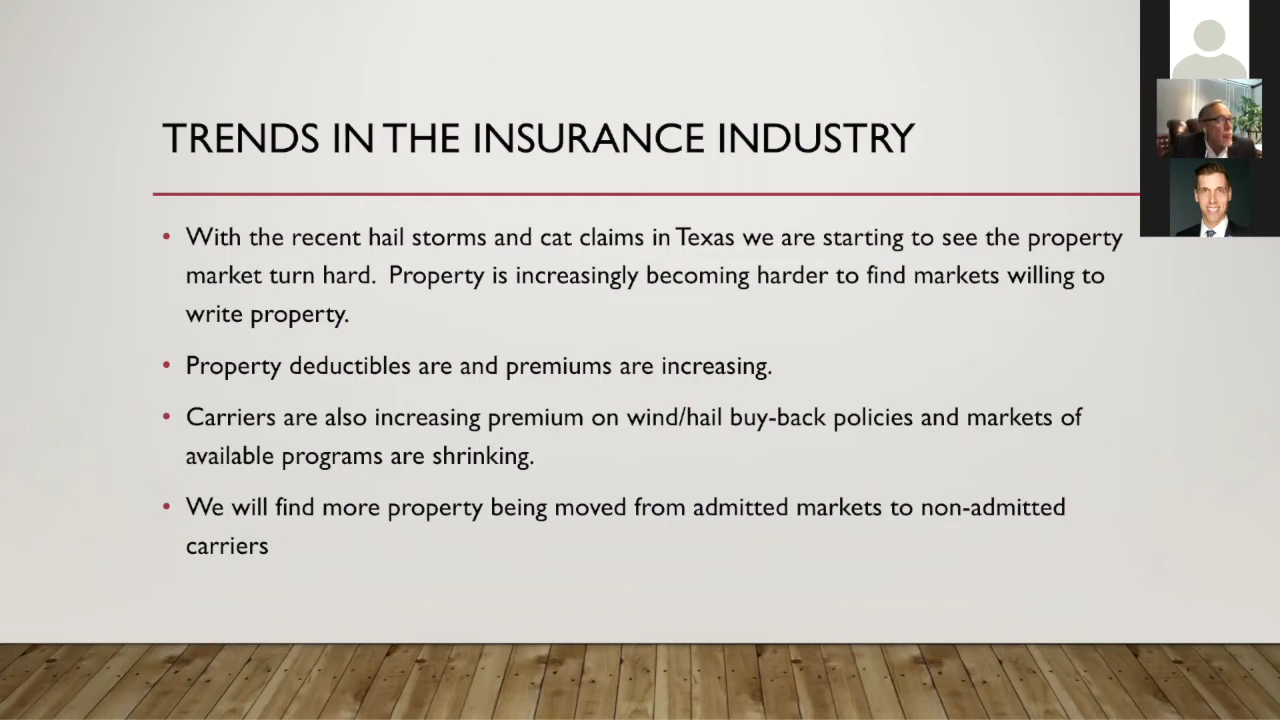 TRENDS IN THE INSURANCE INDUSTRY
• With the recent hail storms and cat claims in Texas we are starting to see the property
market turn hard.  Property is increasingly becoming harder to find markets willing to
write property.
• Property deductibles are and premiums are increasing.
• Carriers are also increasing premium on wind/hail buy-back policies and markets of
available programs are shrinking.
• We will find more property being moved from admitted markets to non-admitted
carriers